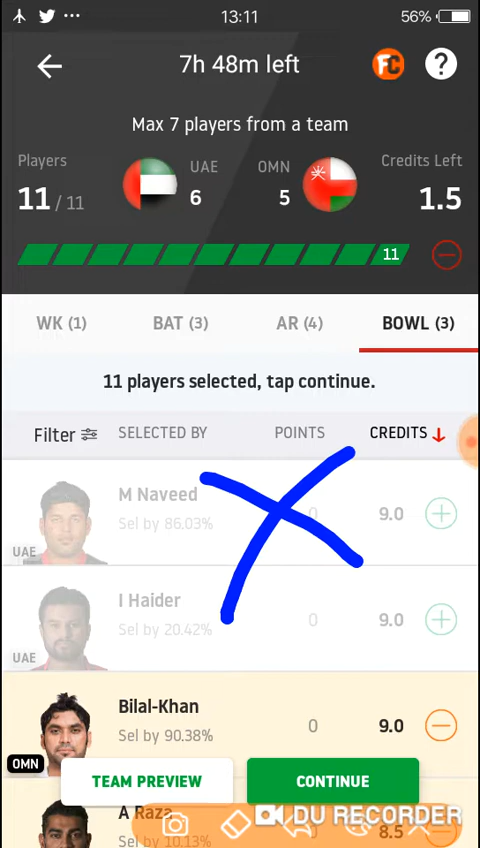 13:11
56%
7h 48m left
FC
?
Max 7 players from a team
Players
UAE
OMN
Credits Left
11 / 11
6
5
1.5
11
WK (1)
BAT (3)
AR (4)
BOWL (3)
11 players selected, tap continue.
Filter
SELECTED BY
POINTS
CREDITS
M Naveed
Sel by 86.03%
0
9.0
UAE
I Haider
Sel by 20.42%
0
9.0
UAE
Bilal-Khan
Sel by 90.38%
0
9.0
OMN
TEAM PREVIEW
CONTINUE
A Raza
Sel by 10.13%
8.5
DU RECORDER